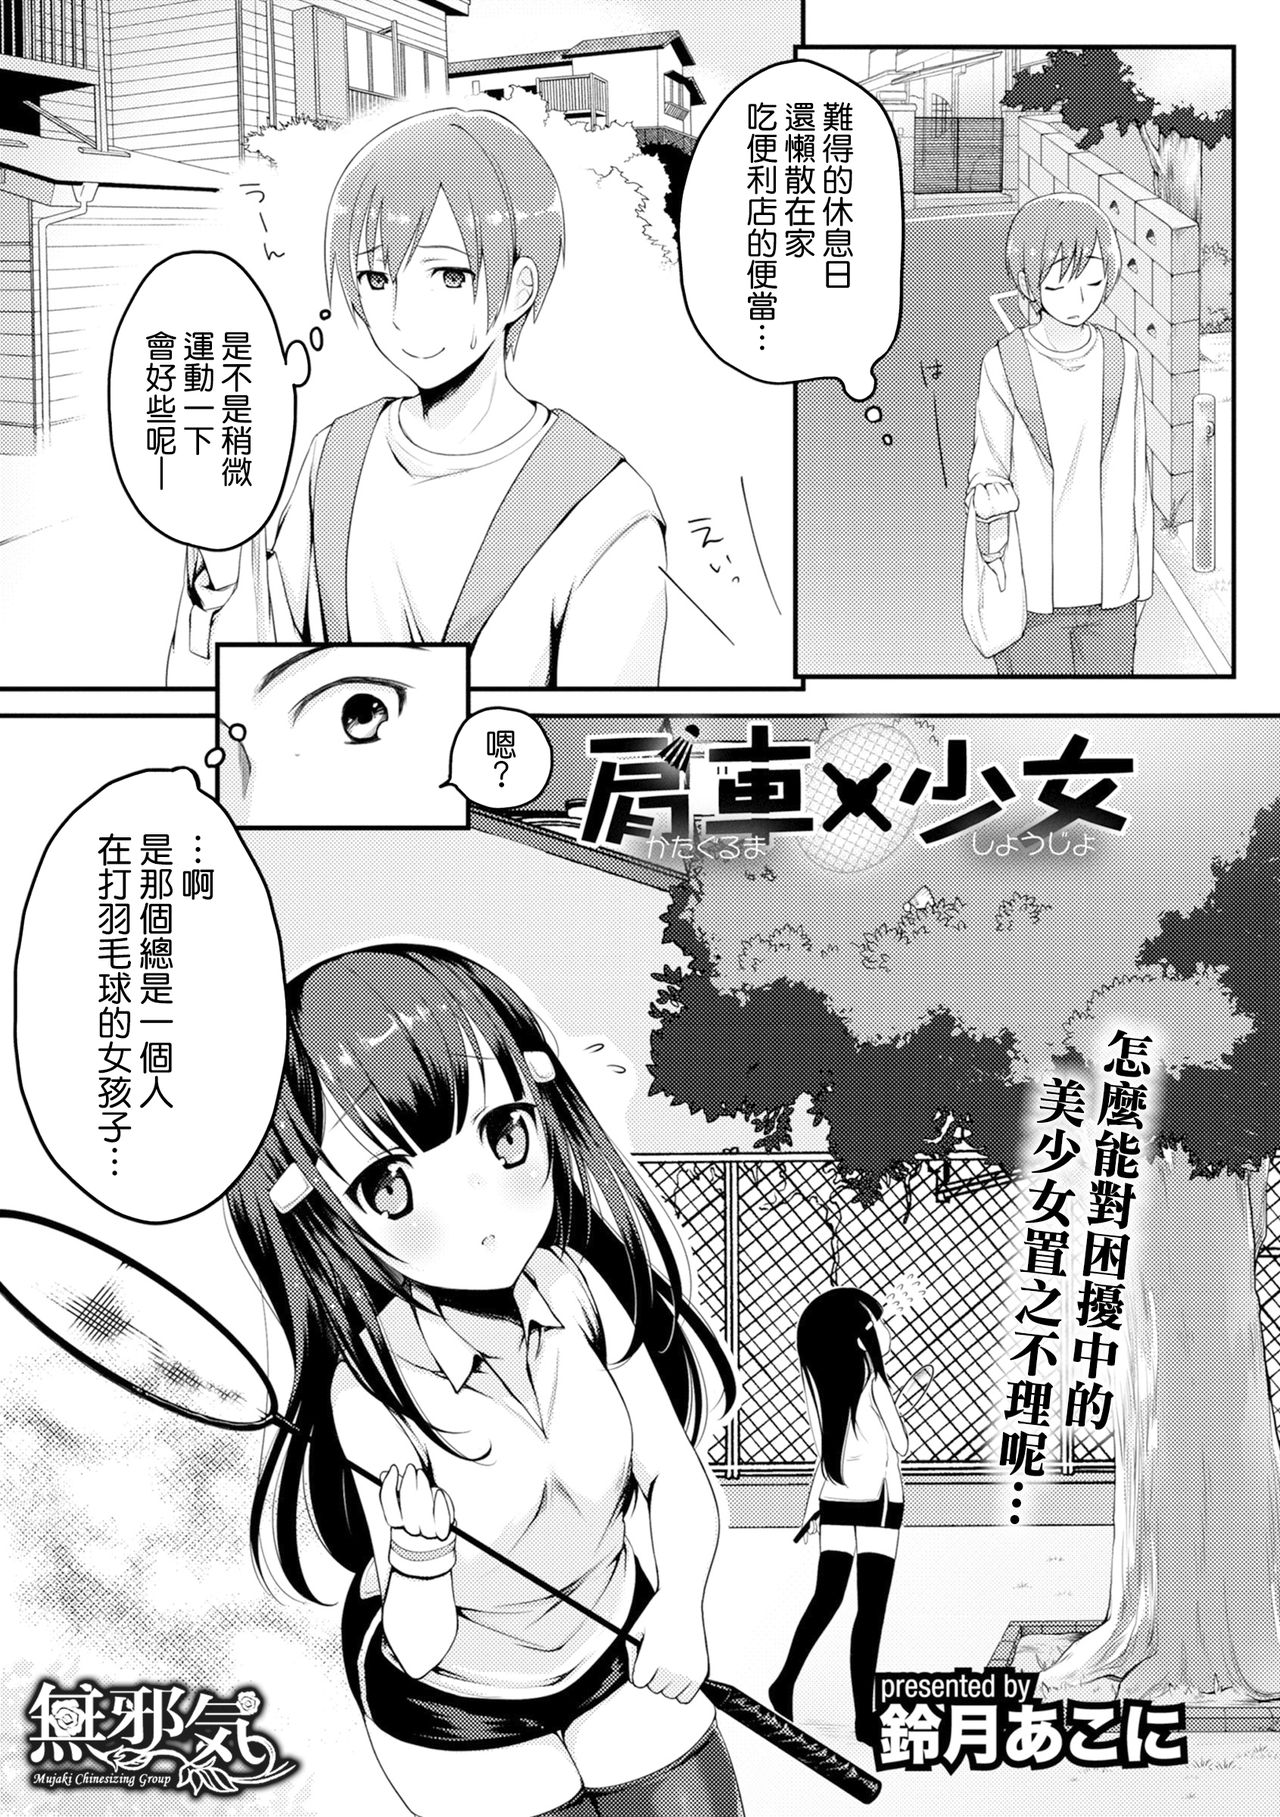 難得的休息日
還懶散在家
吃便利店的便當…
は
うーん
是不是稍微
運動一下
會好些呢—
嗯？
肩車×少女
かたぐるま
しょうじょ
…啊
是那個總是一個人
在打羽毛球的女孩子…
怎麼能對困擾中的
美少女置之不理呢…
presented by
鈴月あこに
無邪気
Mujaki Chinesizing Group